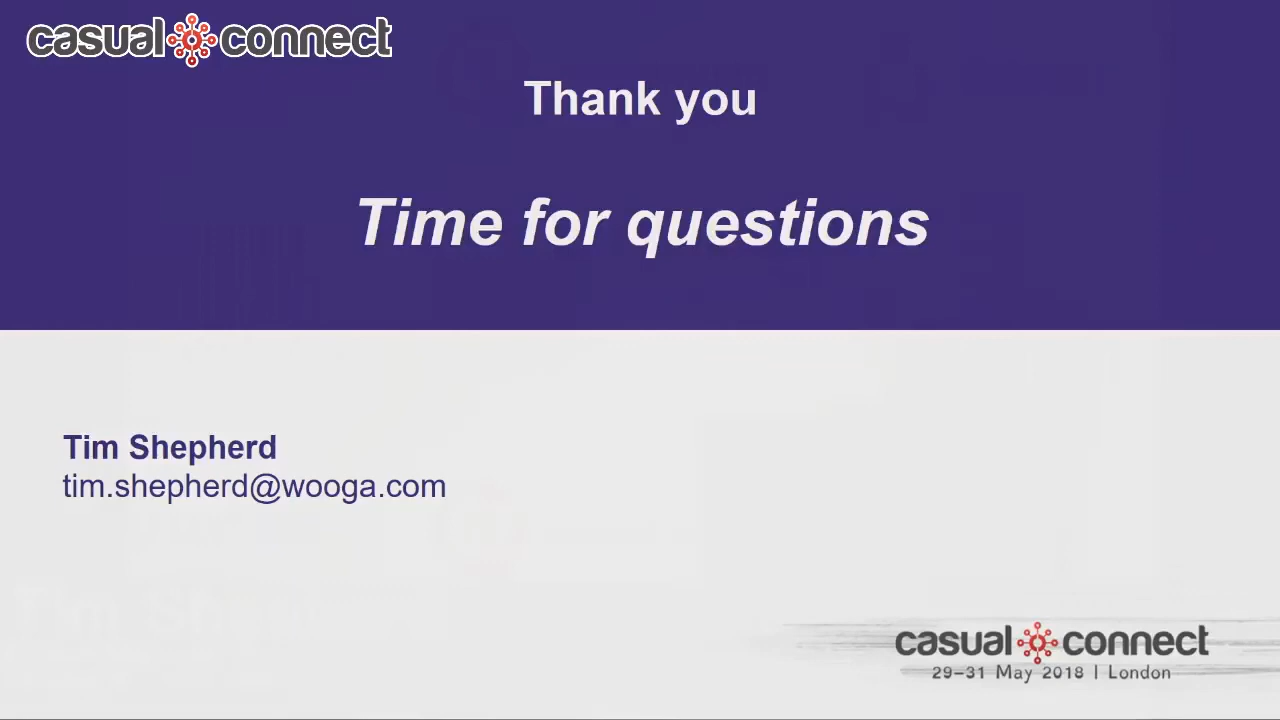 casual connect
Thank you
Time for questions
Tim Shepherd
tim.shepherd@wooga.com
casual connect
29–31 May 2018 | London